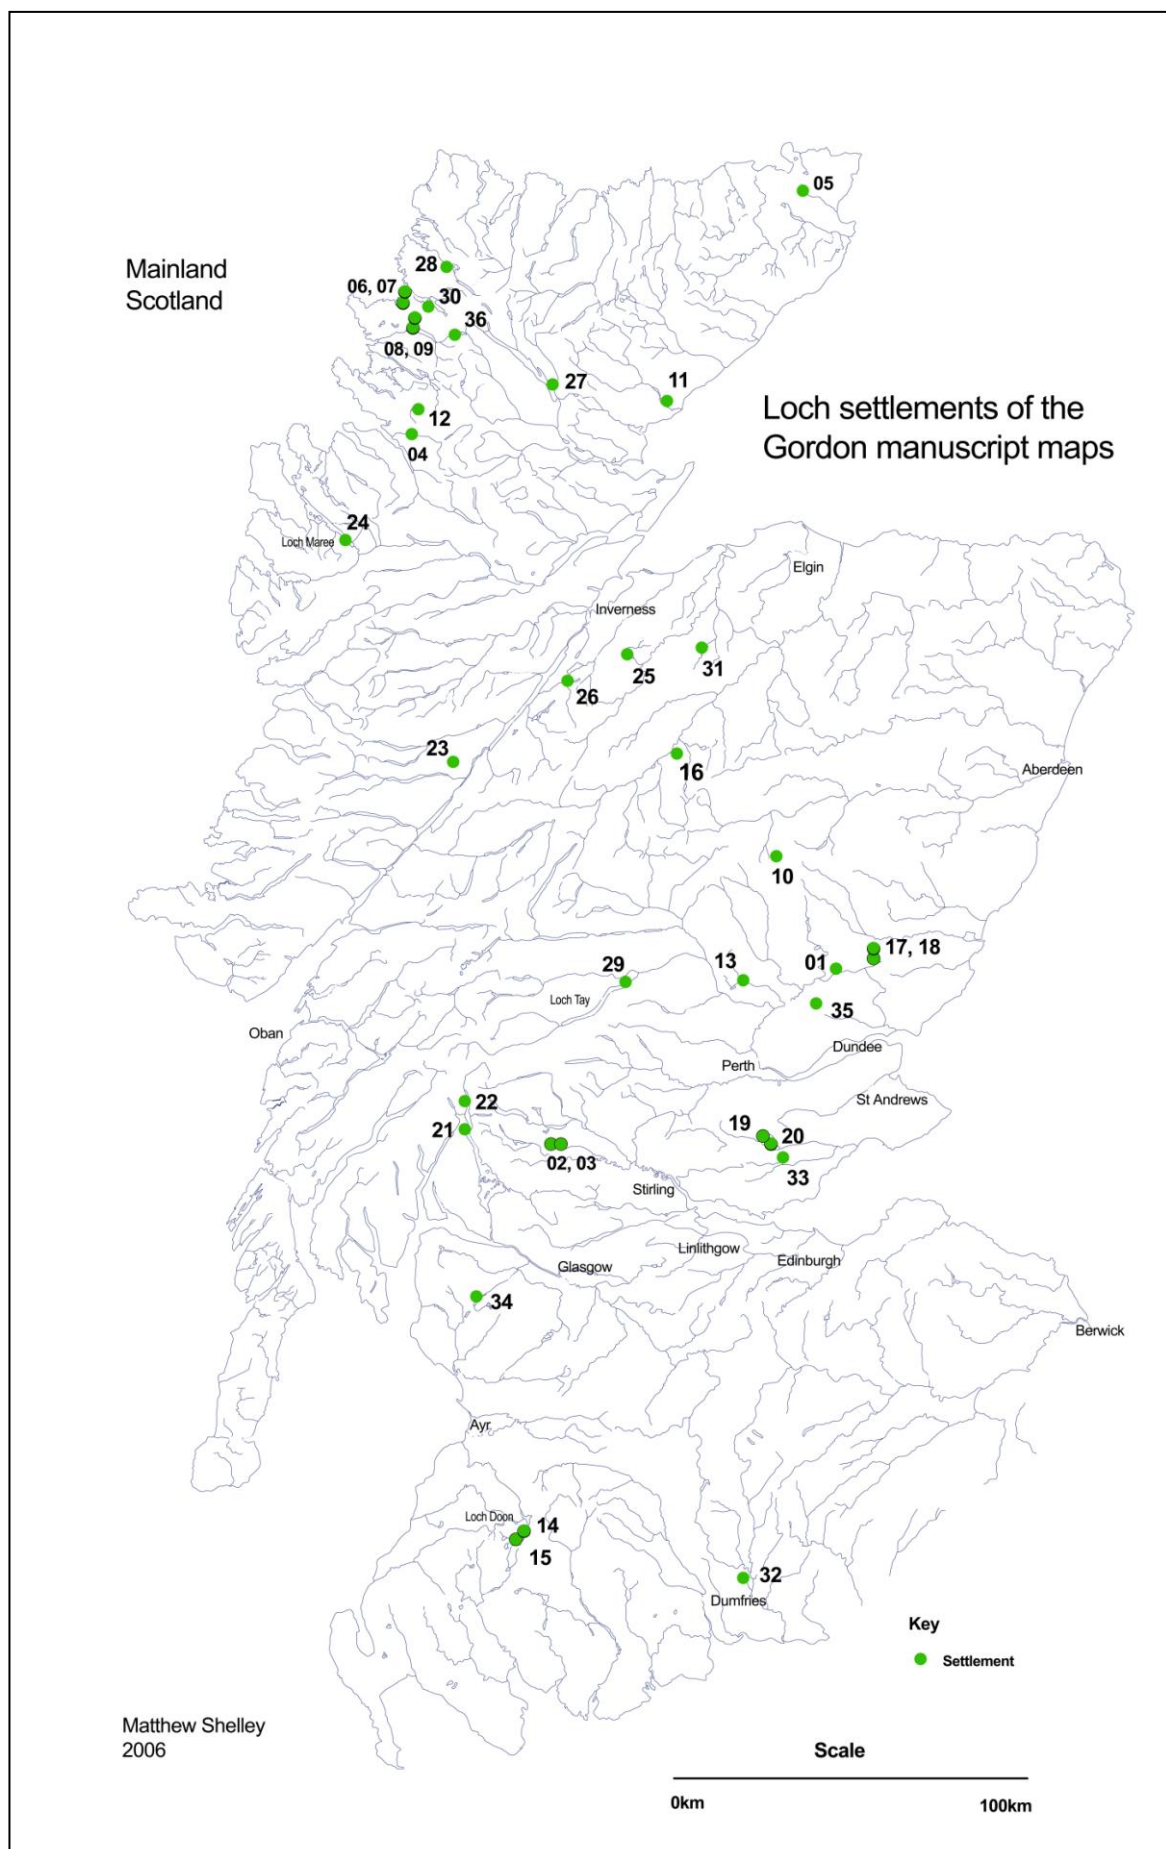 05
Mainland
Scotland
28
06, 07
30
36
08, 09
27
11
Loch settlements of the
Gordon manuscript maps
12
04
24
Loch Maree
Elgin
Inverness
31
25
26
23
16
Aberdeen
10
17, 18
29
13
01
Loch Tay
35
Oban
Dundee
Perth
22
St Andrews
21
19
20
02, 03
33
Stirling
Linlithgow
Edinburgh
Glasgow
34
Berwick
Ayr
Loch Doon
14
15
32
Dumfries
Key
Settlement
Matthew Shelley
2006
Scale
0km
100km